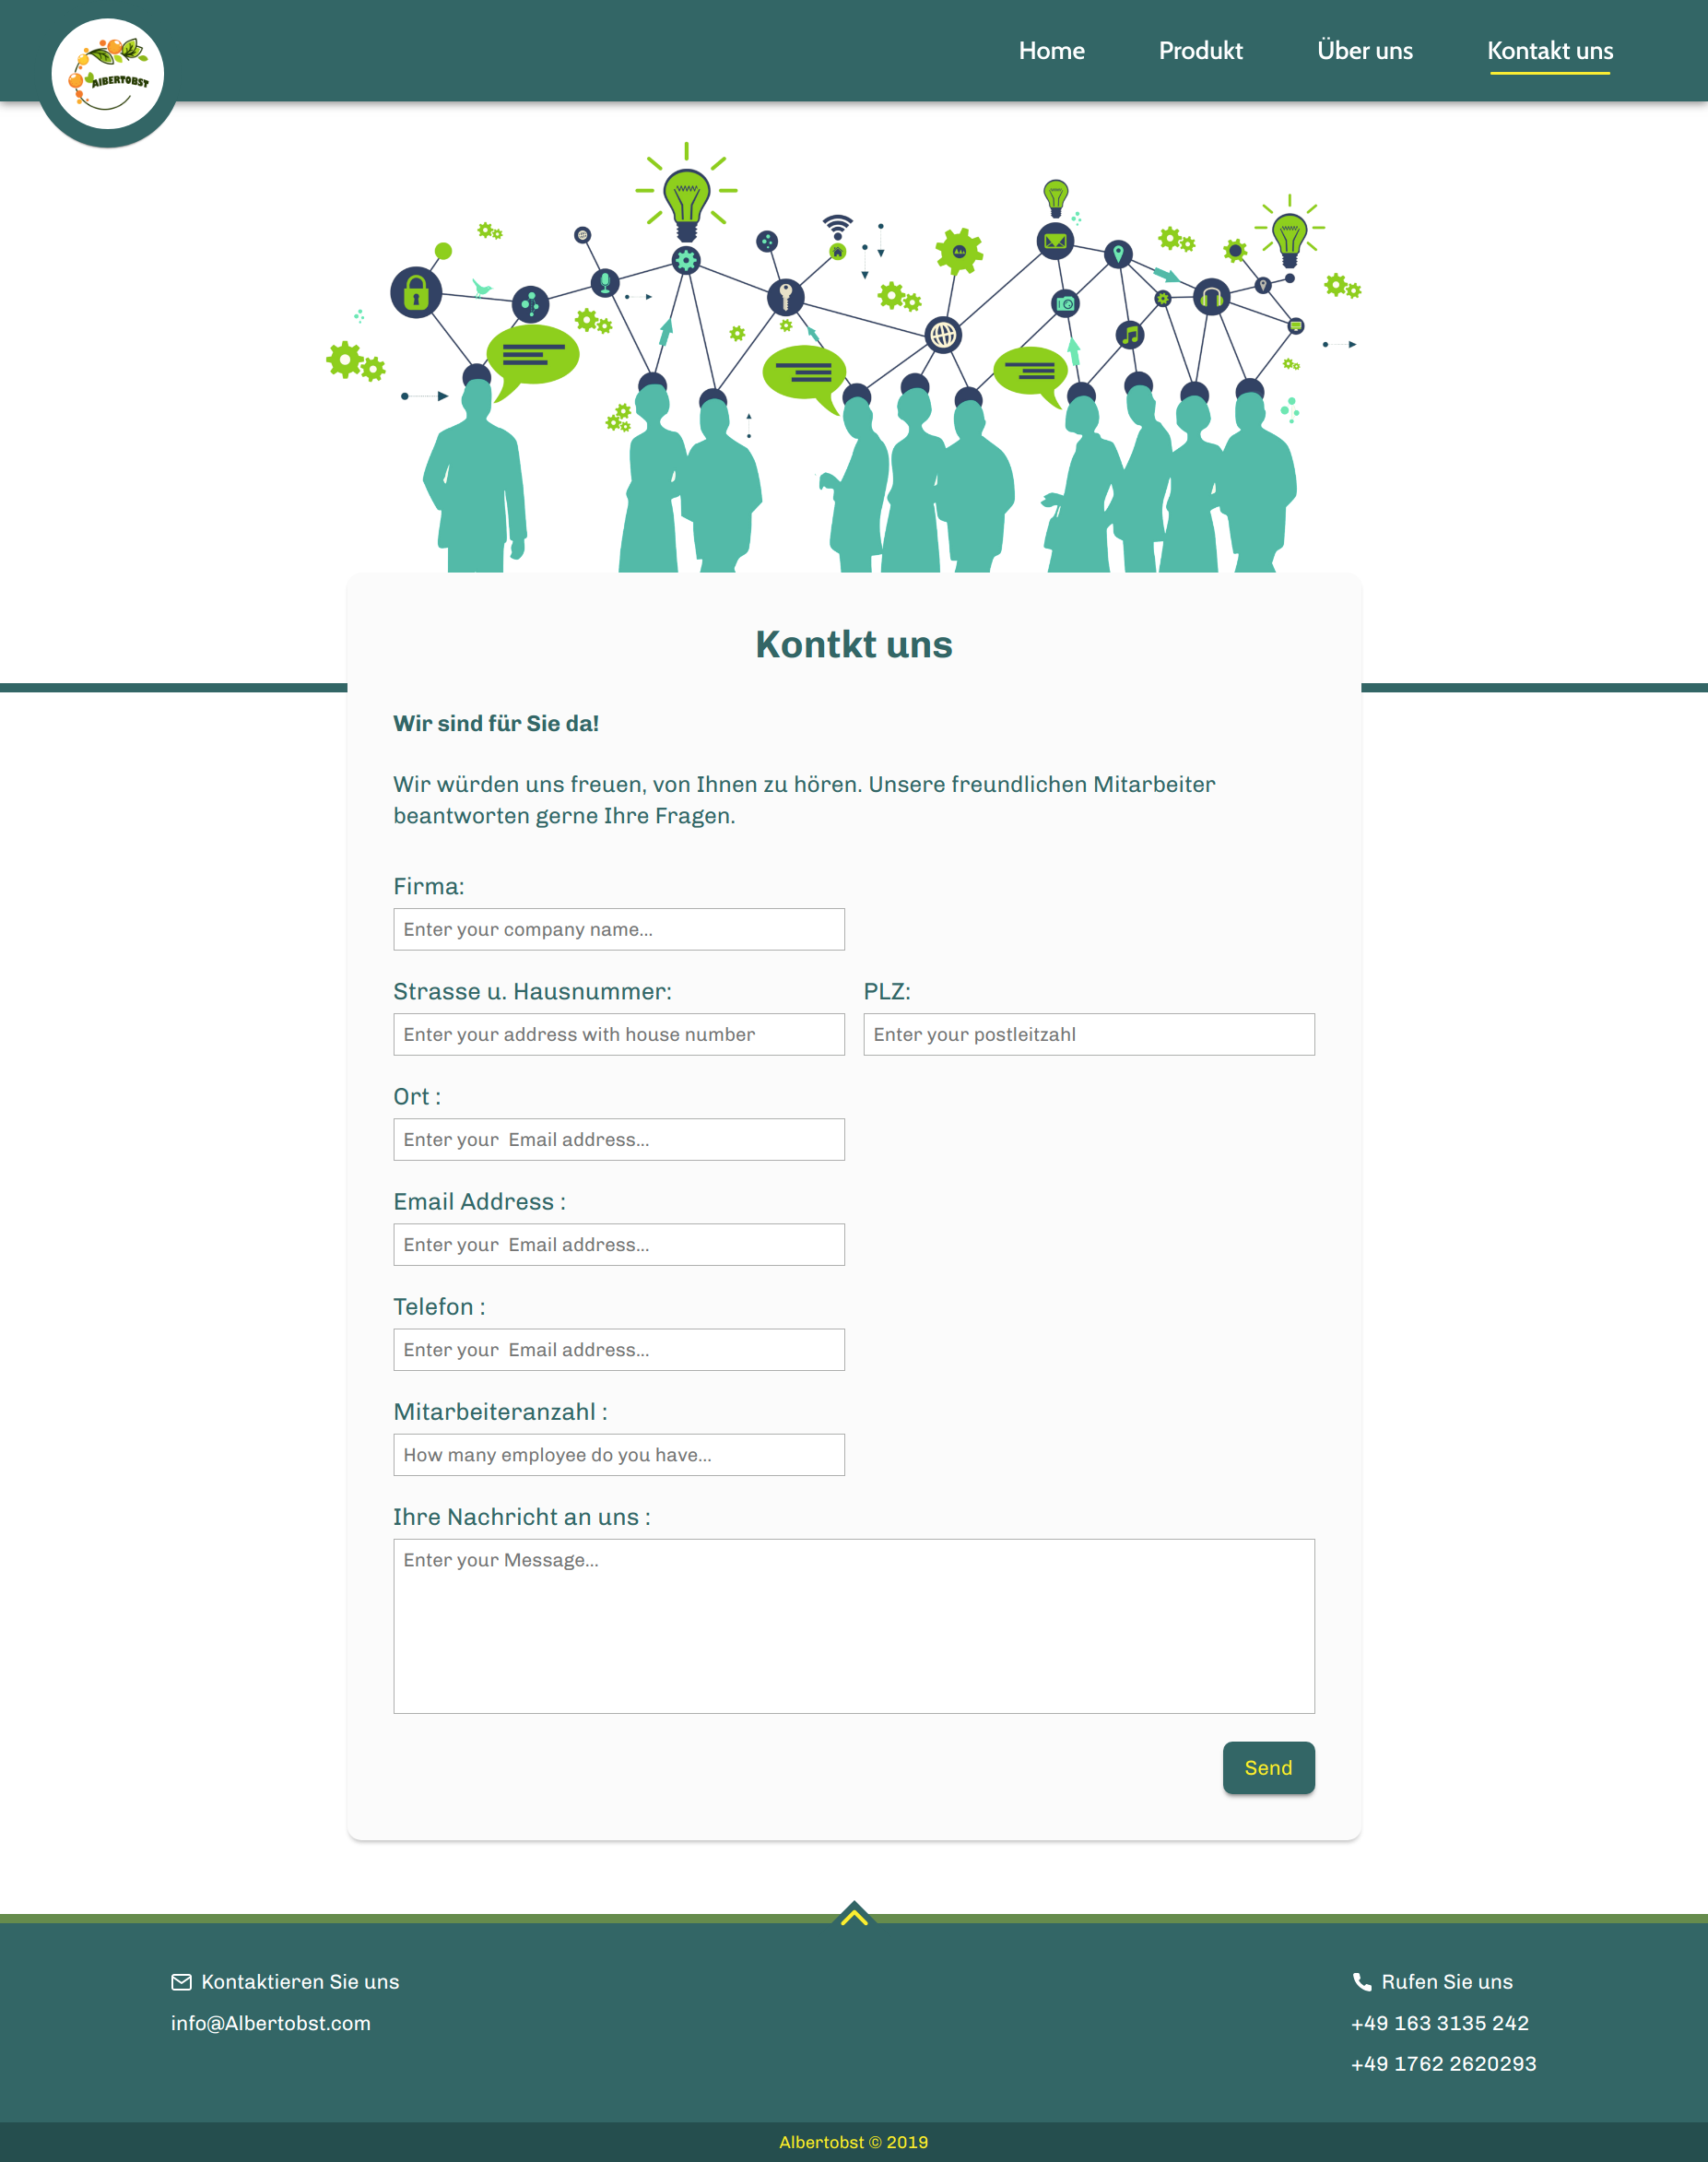 AlBERTOBST
Home Produkt Über uns Kontakt uns
Kontkt uns
Wir sind für Sie da!
Wir würden uns freuen, von Ihnen zu hören. Unsere freundlichen Mitarbeiter
beantworten gerne Ihre Fragen.
Firma:
Enter your company name...
Strasse u. Hausnummer: PLZ:
Enter your address with house number Enter your postleitzahl
Ort :
Enter your  Email address...
Email Address :
Enter your  Email address...
Telefon :
Enter your  Email address...
Mitarbeiteranzahl :
How many employee do you have...
Ihre Nachricht an uns :
Enter your Message...
Send
Kontaktieren Sie uns
info@Albertobst.com
Rufen Sie uns
+49 163 3135 242
+49 1762 2620293
Albertobst © 2019